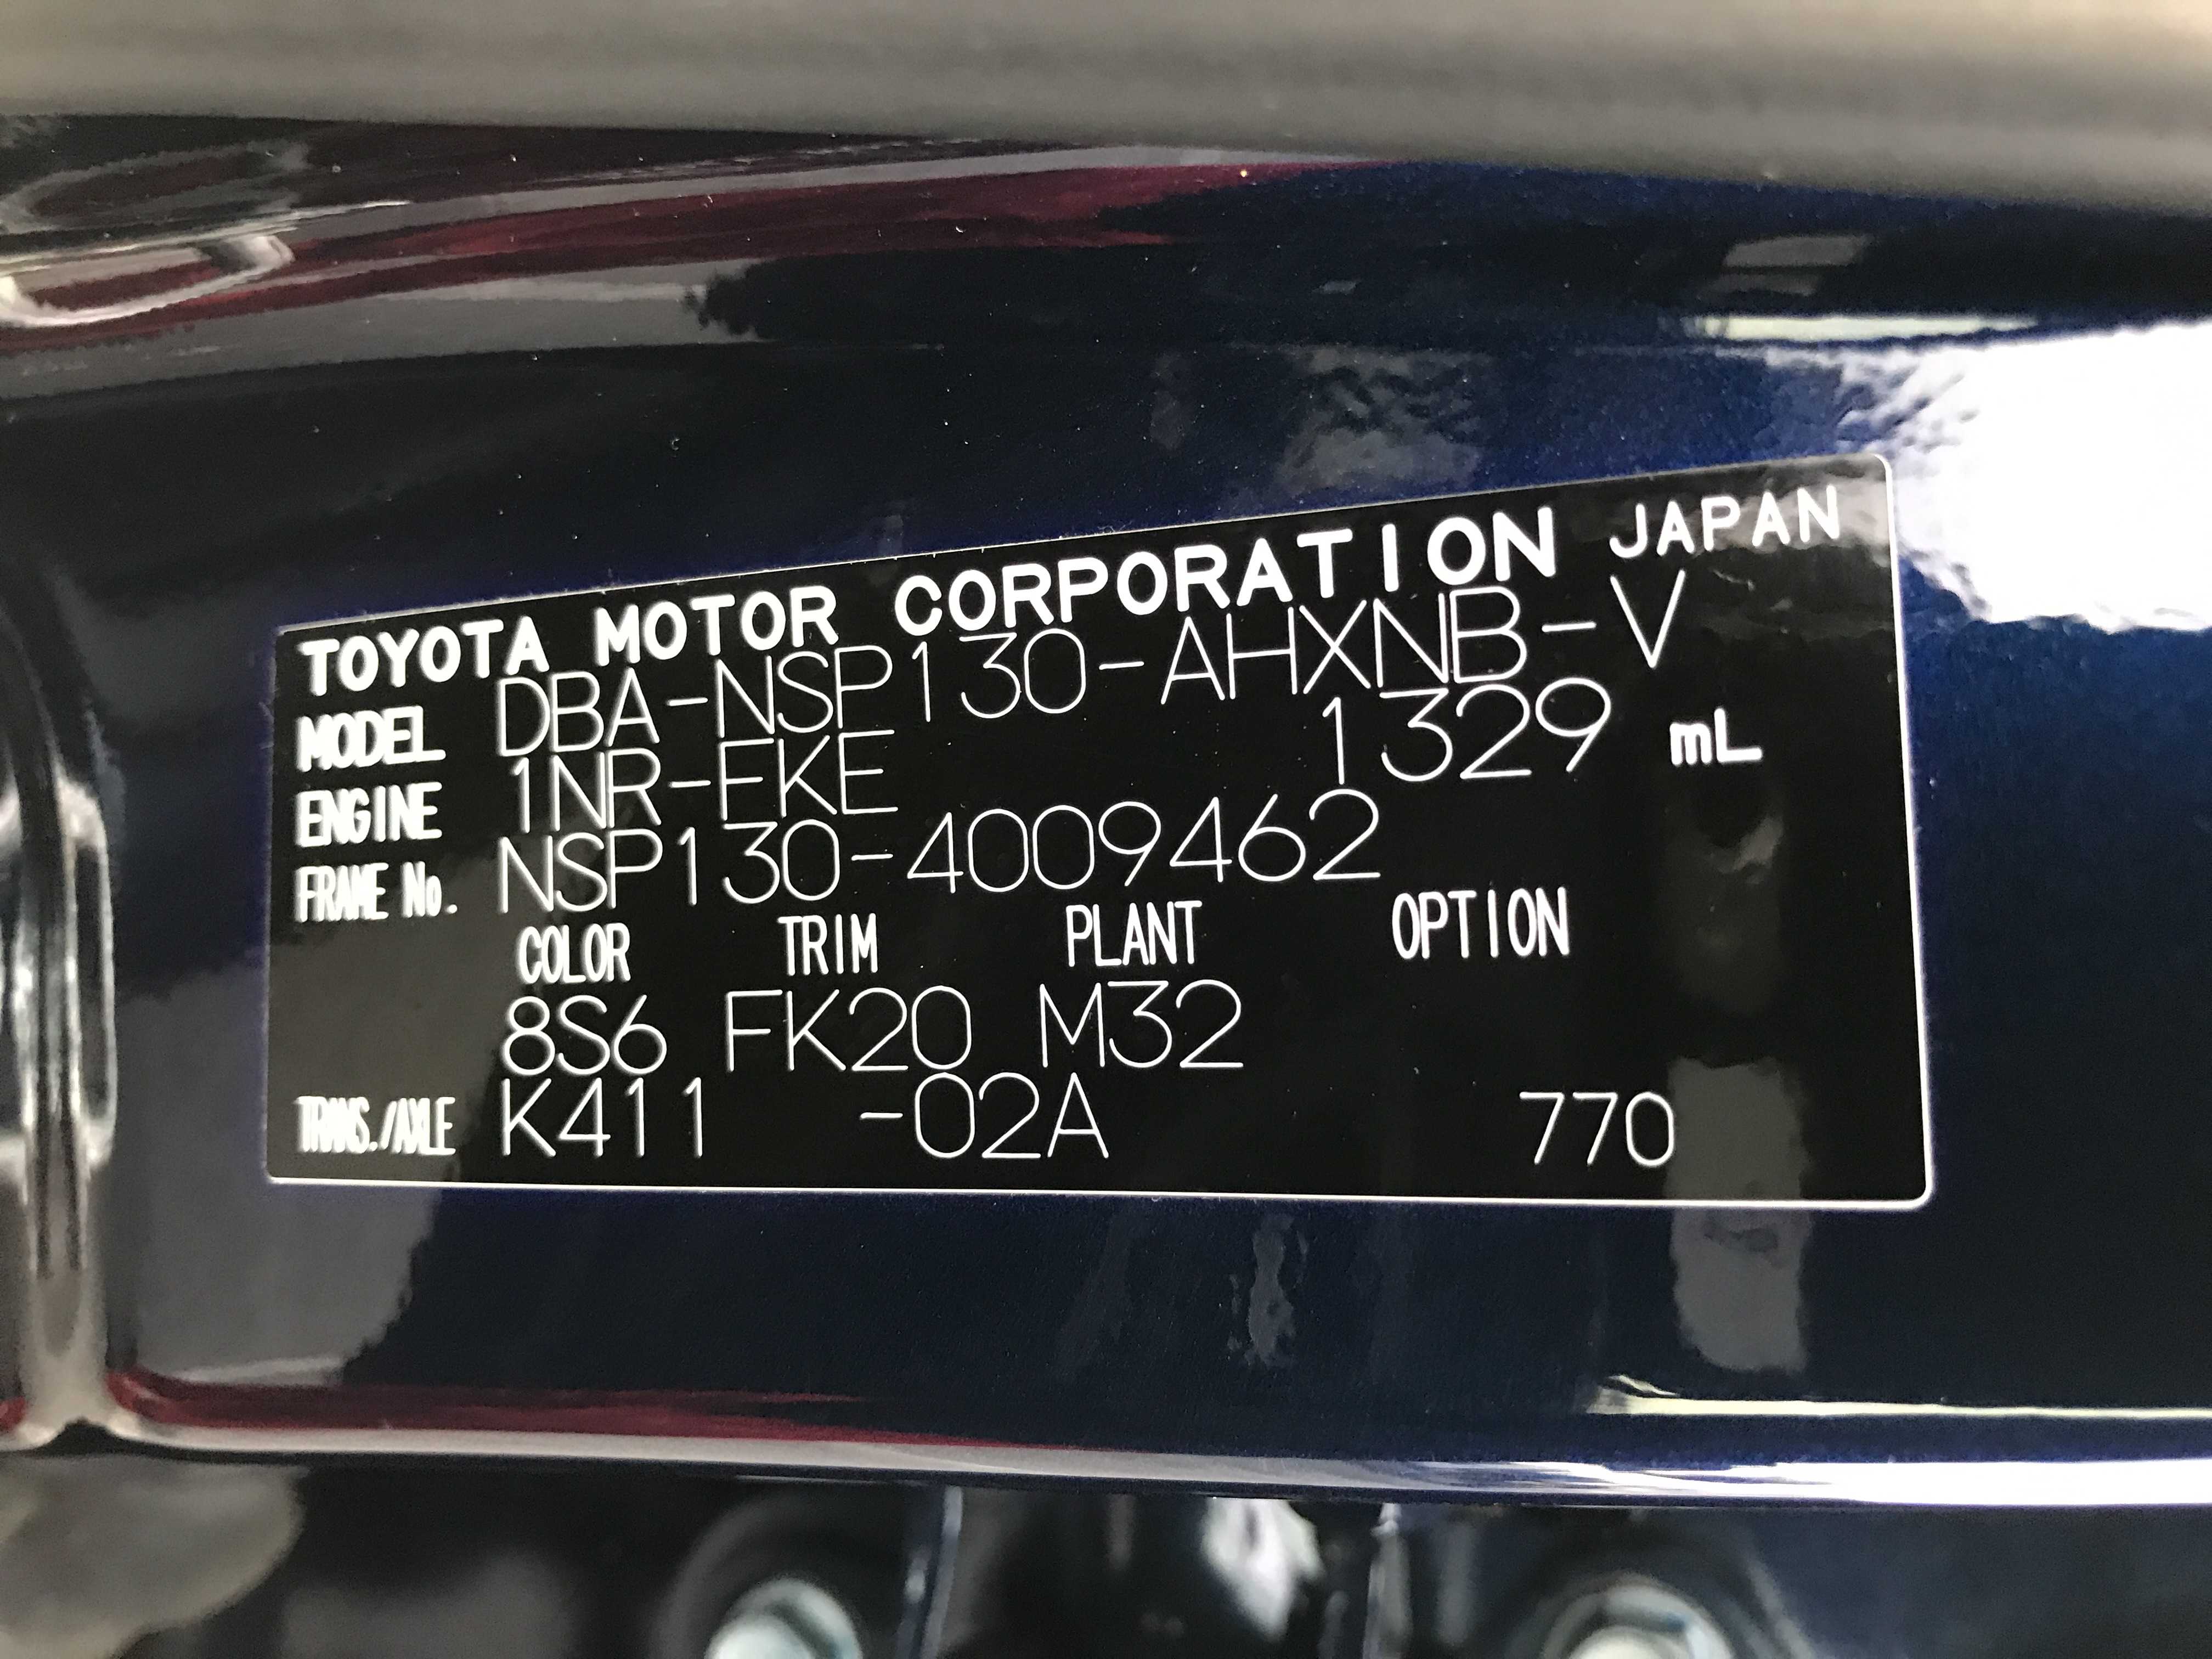 TOYOTA MOTOR CORPORATION JAPAN
MODEL DBA-NSP130-AHXNB-V
ENGINE 1NR-FKE 1329 mL
FRAME No. NSP130-4009462
COLOR TRIM PLANT OPTION
8S6 FK20 M32
TRANS./AXLE K411 -02A 770